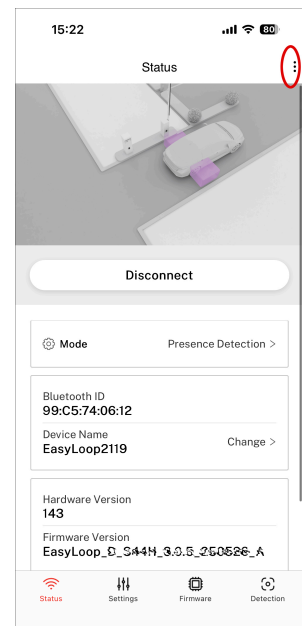 15:22
80
Status
Disconnect
Mode
Presence Detection >
Bluetooth ID
99:C5:74:06:12
Device Name
EasyLoop2119
Change >
Hardware Version
143
Firmware Version
Status
Settings
Firmware
Detection